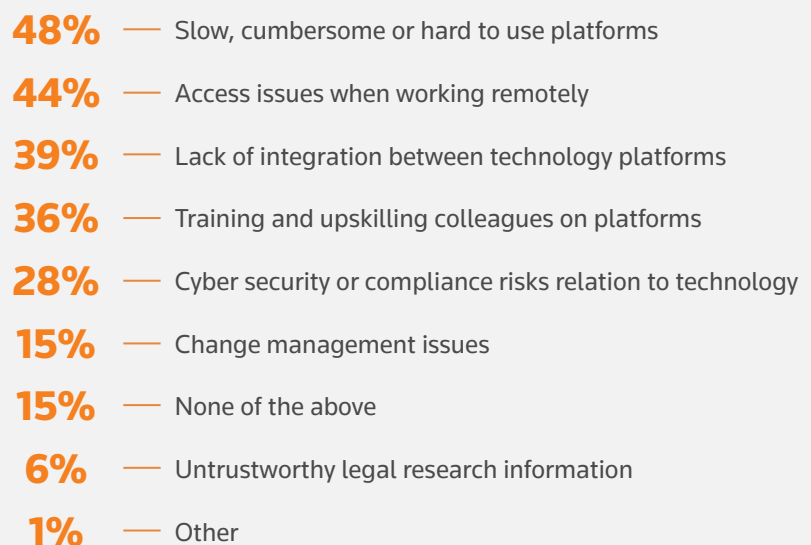 48% — Slow, cumbersome or hard to use platforms
44% — Access issues when working remotely
39% — Lack of integration between technology platforms
36% — Training and upskilling colleagues on platforms
28% — Cyber security or compliance risks relation to technology
15% — Change management issues
15% — None of the above
6% — Untrustworthy legal research information
1% — Other